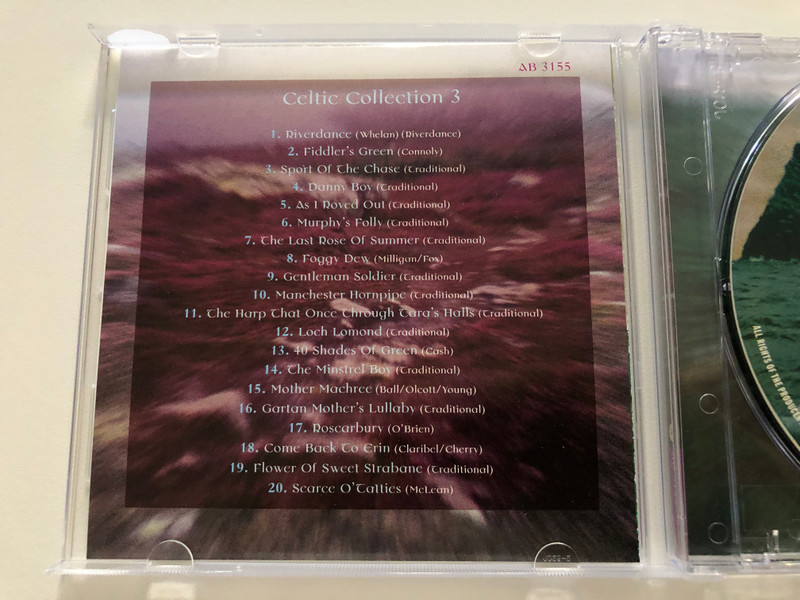 AB 3155
Celtic Collection 3
1. Riverdance (Whelan) (Riverdance)
2. Fiddler's Green (Connoly)
3. Sport Of The Chase (Traditional)
4. Danny Boy (Traditional)
5. As I Roved Out (Traditional)
6. Murphy's Folly (Traditional)
7. The Last Rose Of Summer (Traditional)
8. Foggy Dew (Milligan/Fox)
9. Gentleman Soldier (Traditional)
10. Manchester Hornpipe (Traditional)
11. The Harp That Once Through Tara's Halls (Traditional)
12. Loch Lomond (Traditional)
13. 40 Shades Of Green (Cash)
14. The Minstrel Boy (Traditional)
15. Mother Machree (Ball/Olcott/Young)
16. Gartan Mother's Lullaby (Traditional)
17. Roscarbury (O'Brien)
18. Come Back To Erin (Claribel/Cherry)
19. Flower Of Sweet Strabane (Traditional)
20. Scarce O'Tatties (McLean)
ALL RIGHTS OF THE PRODUC